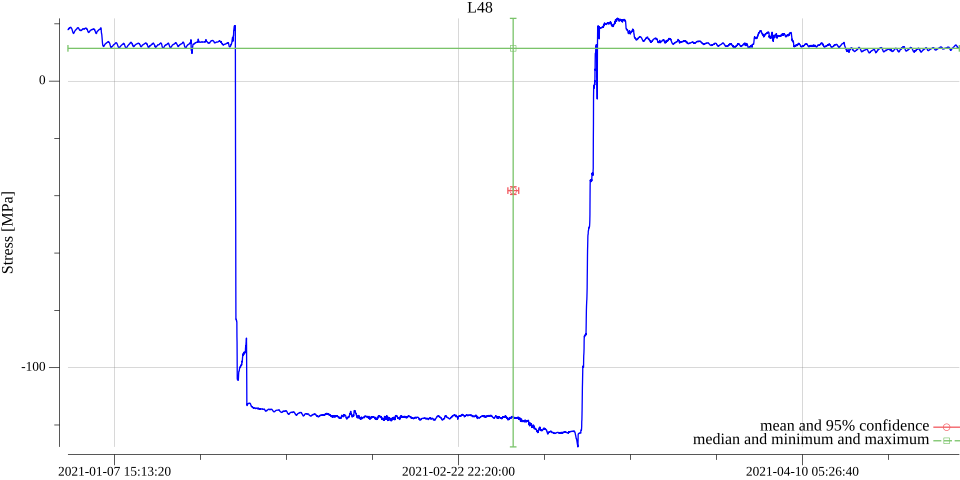 L48
0
-100
Stress [MPa]
mean and 95% confidence
median and minimum and maximum
2021-01-07 15:13:20
2021-02-22 22:20:00
2021-04-10 05:26:40